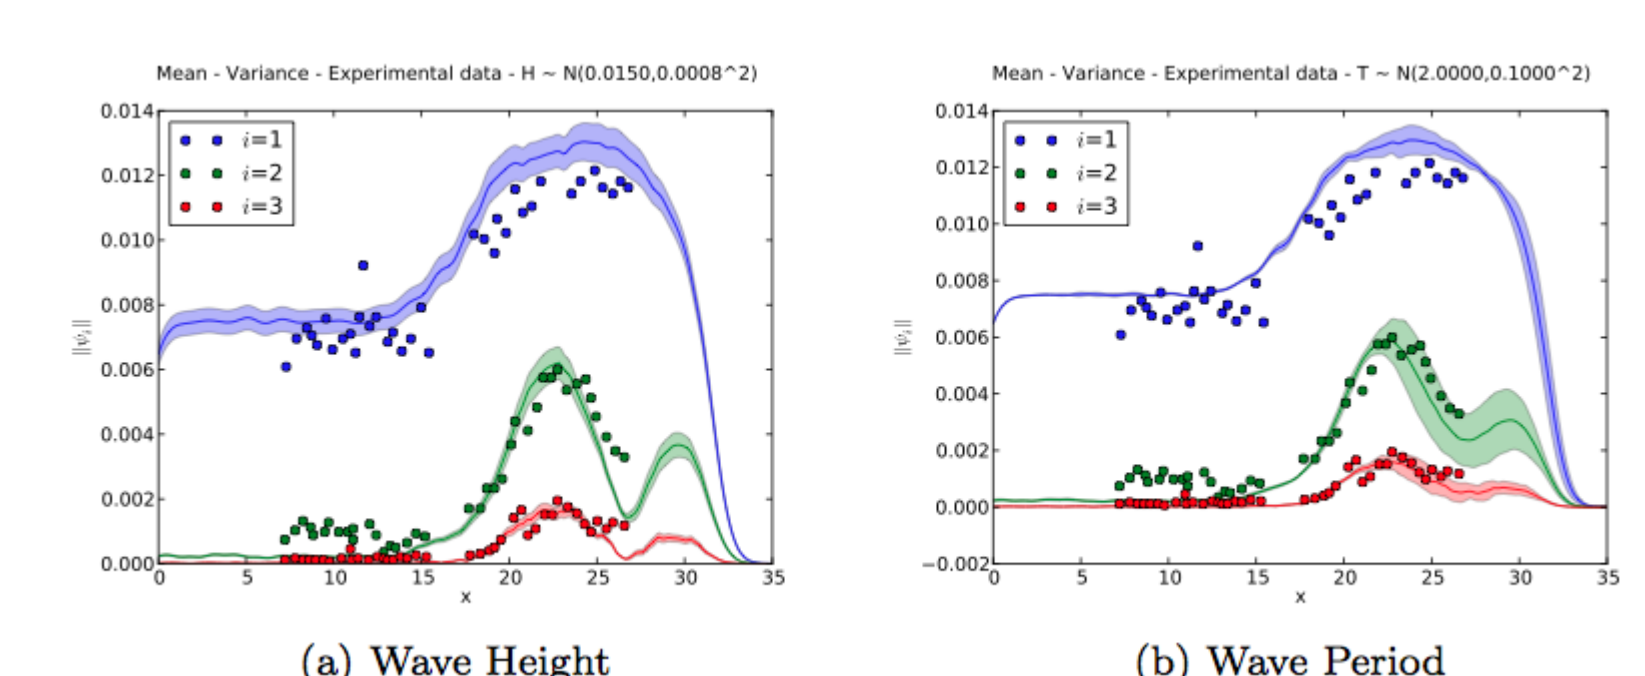 Mean - Variance - Experimental data - H ~ N(0.0150,0.0008^2)
0.014
0.012
0.010
0.008
0.006
0.004
0.002
0.000
||ψ_i||
i=1
i=2
i=3
0 5 10 15 20 25 30 35
x
(a) Wave Height
Mean - Variance - Experimental data - T ~ N(2.0000,0.1000^2)
0.014
0.012
0.010
0.008
0.006
0.004
0.002
0.000
−0.002
||ψ_i||
i=1
i=2
i=3
0 5 10 15 20 25 30 35
x
(b) Wave Period